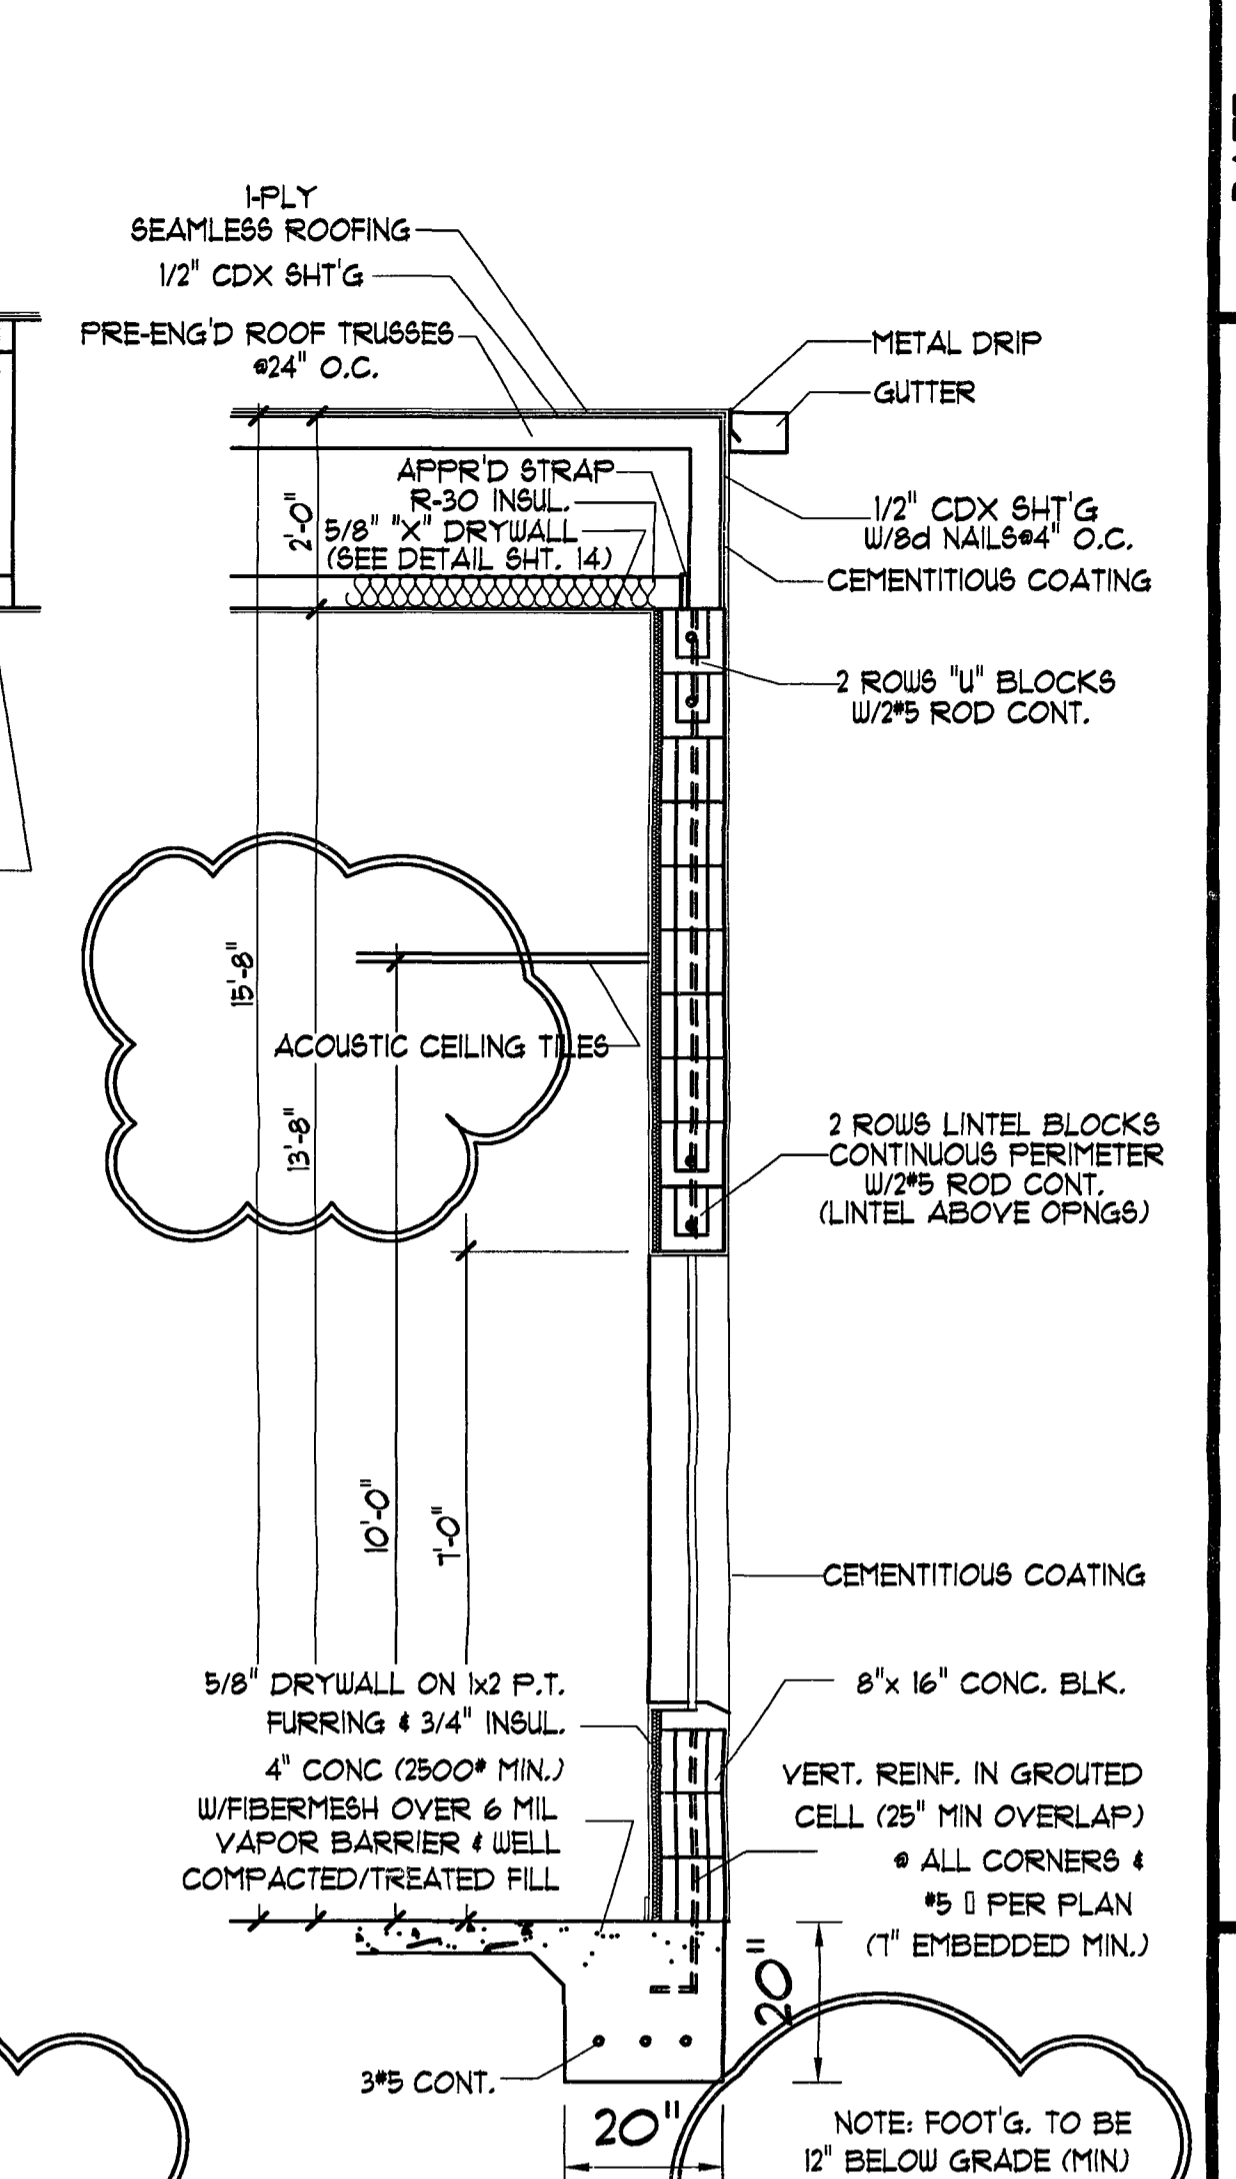 1-PLY
SEAMLESS ROOFING
1/2" CDX SHT'G
PRE-ENG'D ROOF TRUSSES
@24" O.C.
METAL DRIP
GUTTER
APPR'D STRAP
R-30 INSUL.
5/8" "X" DRYWALL
(SEE DETAIL SHT. 14)
2'-0"
1/2" CDX SHT'G
W/8d NAILS@4" O.C.
CEMENTITIOUS COATING
2 ROWS "U" BLOCKS
W/2#5 ROD CONT.
15'-8"
ACOUSTIC CEILING TILES
13'-8"
2 ROWS LINTEL BLOCKS
CONTINUOUS PERIMETER
W/2#5 ROD CONT.
(LINTEL ABOVE OPNGS)
10'-0"
7'-0"
CEMENTITIOUS COATING
5/8" DRYWALL ON 1x2 P.T.
FURRING & 3/4" INSUL.
4" CONC (2500# MIN.)
W/FIBERMESH OVER 6 MIL
VAPOR BARRIER & WELL
COMPACTED/TREATED FILL
8"x 16" CONC. BLK.
VERT. REINF. IN GROUTED
CELL (25" MIN OVERLAP)
@ ALL CORNERS &
#5 ▯ PER PLAN
(7" EMBEDDED MIN.)
20"
3#5 CONT.
20"
NOTE: FOOT'G. TO BE
12" BELOW GRADE (MIN)